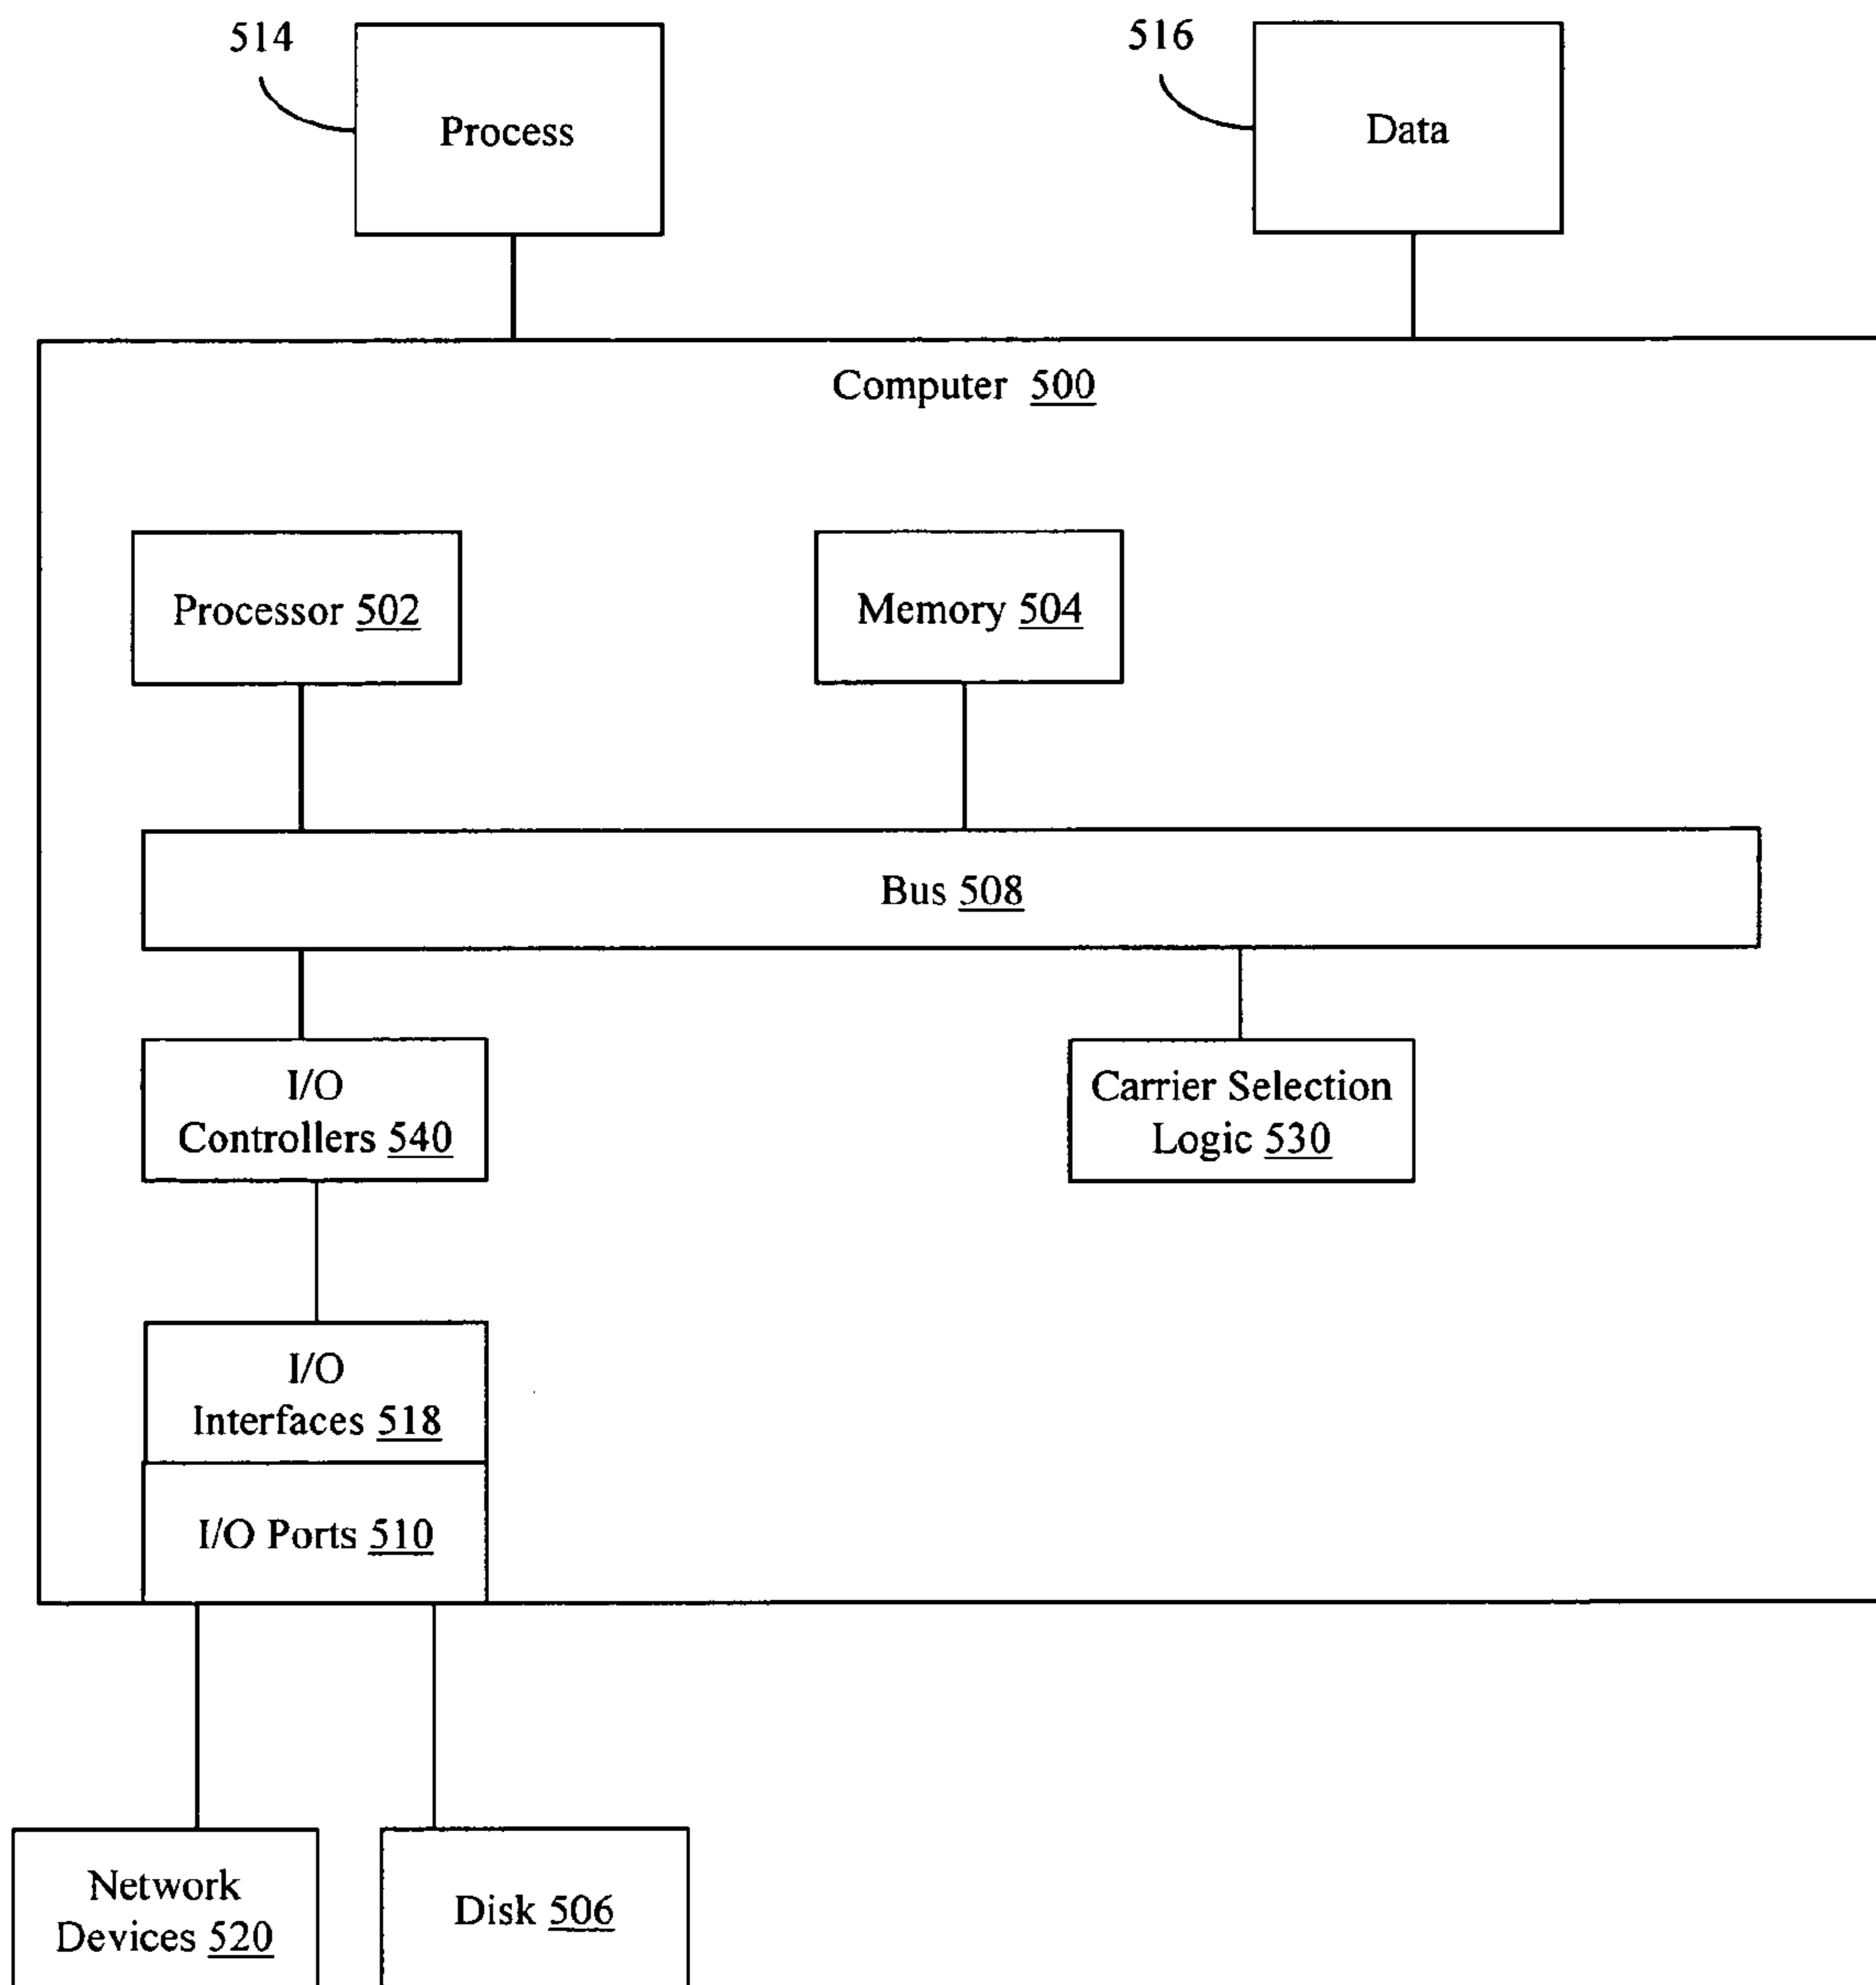 514
Process
516
Data
Computer 500
Processor 502
Memory 504
Bus 508
I/O
Controllers 540
Carrier Selection
Logic 530
I/O
Interfaces 518
I/O Ports 510
Network
Devices 520
Disk 506